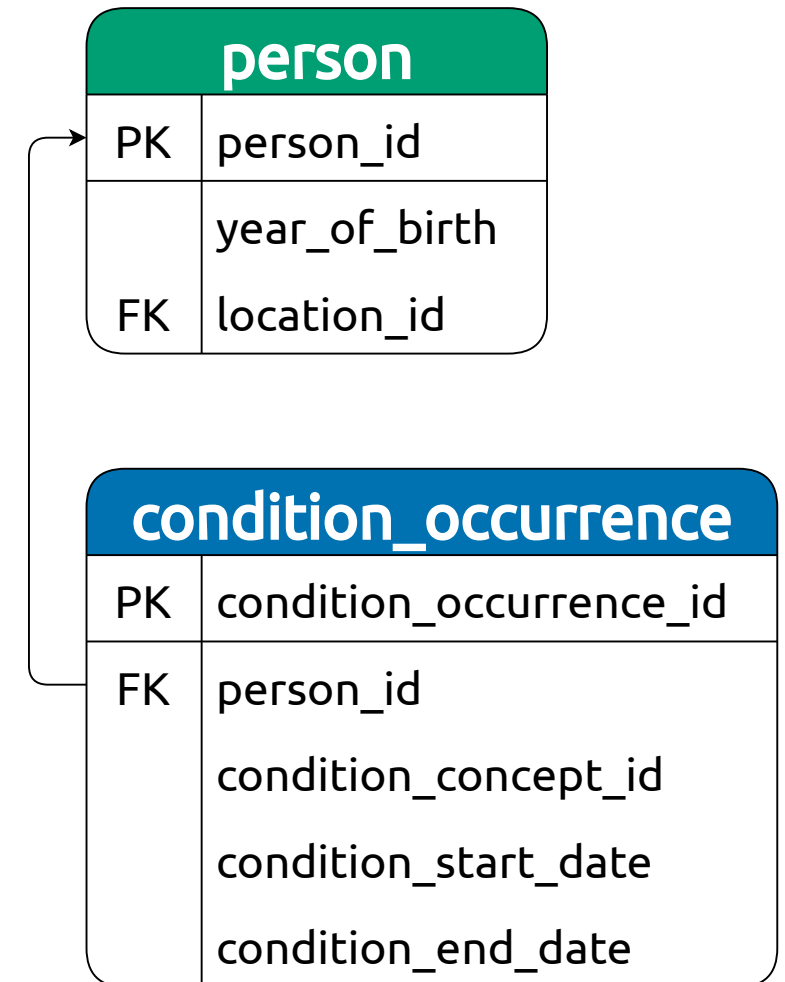 person
PK person_id
year_of_birth
FK location_id
condition_occurrence
PK condition_occurrence_id
FK person_id
condition_concept_id
condition_start_date
condition_end_date